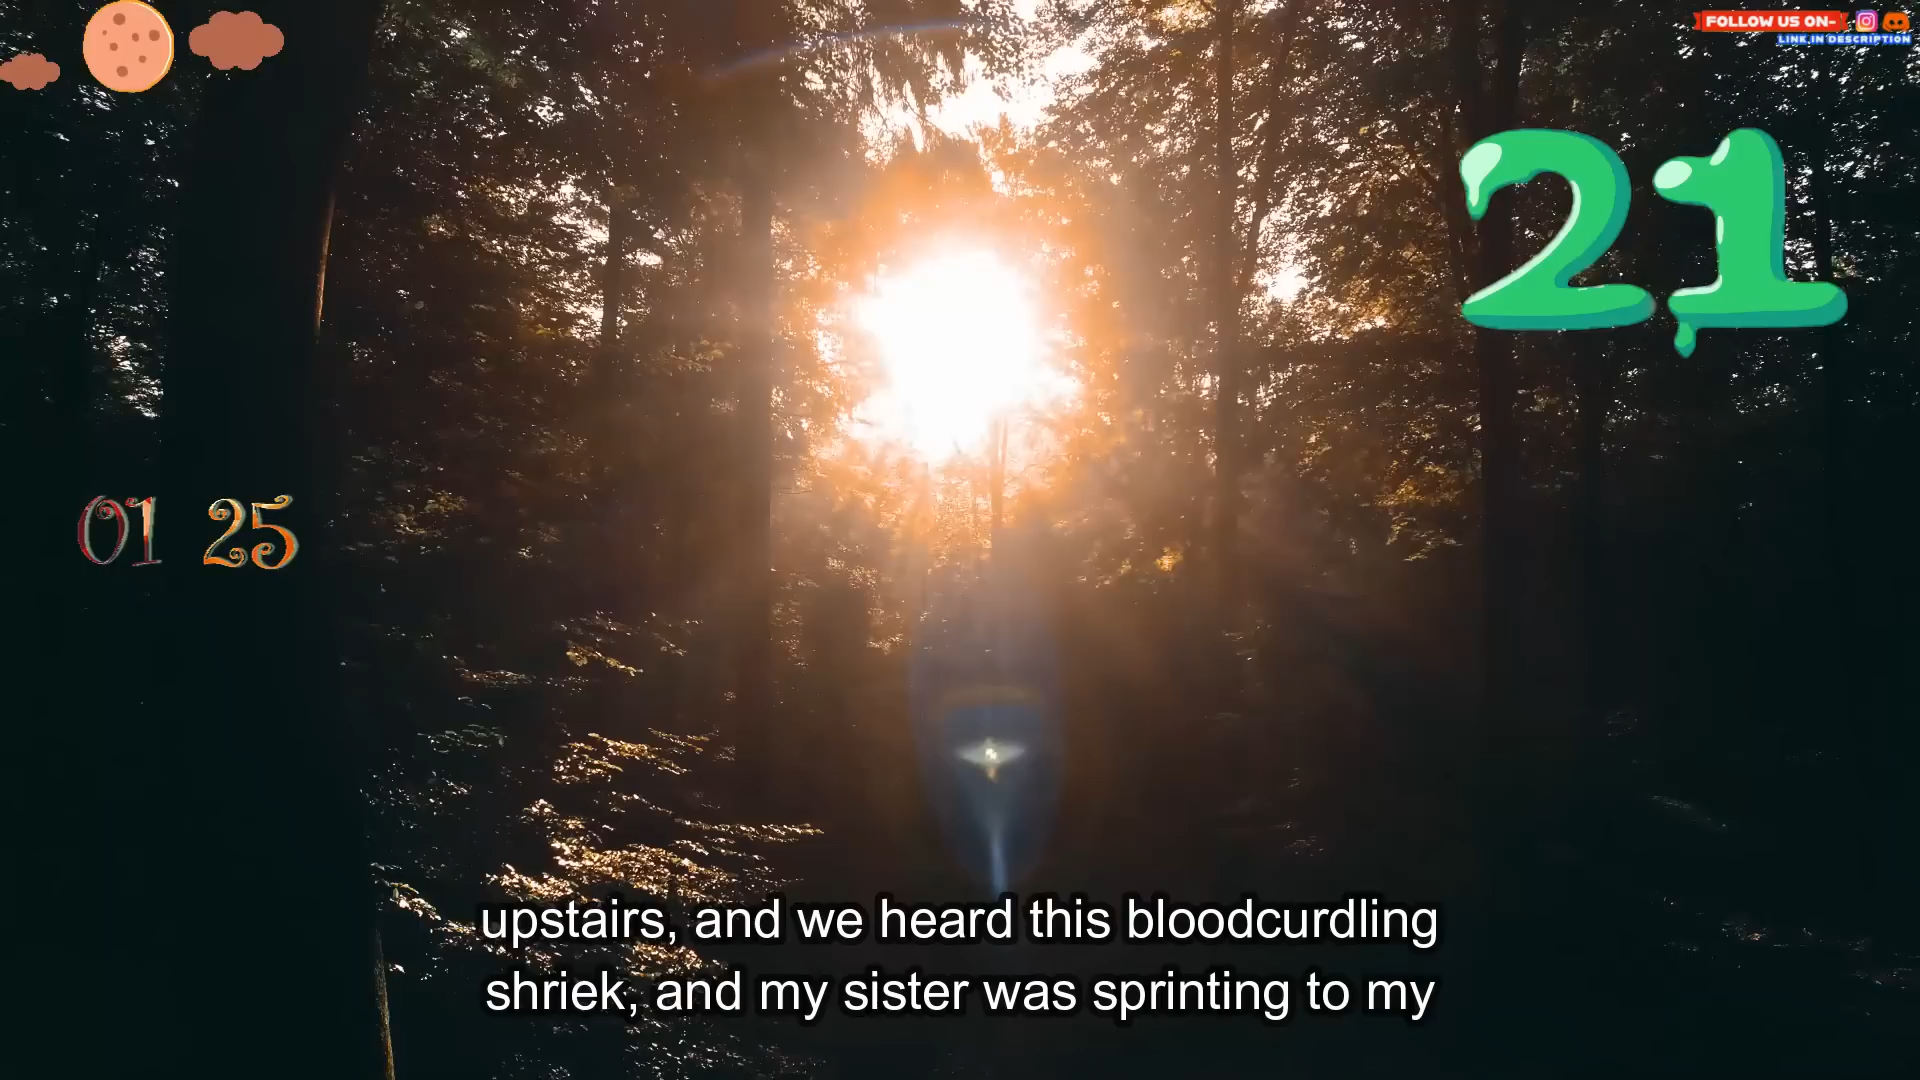 FOLLOW US ON-
LINK IN DESCRIPTION
21
01 25
upstairs, and we heard this bloodcurdling
shriek, and my sister was sprinting to my